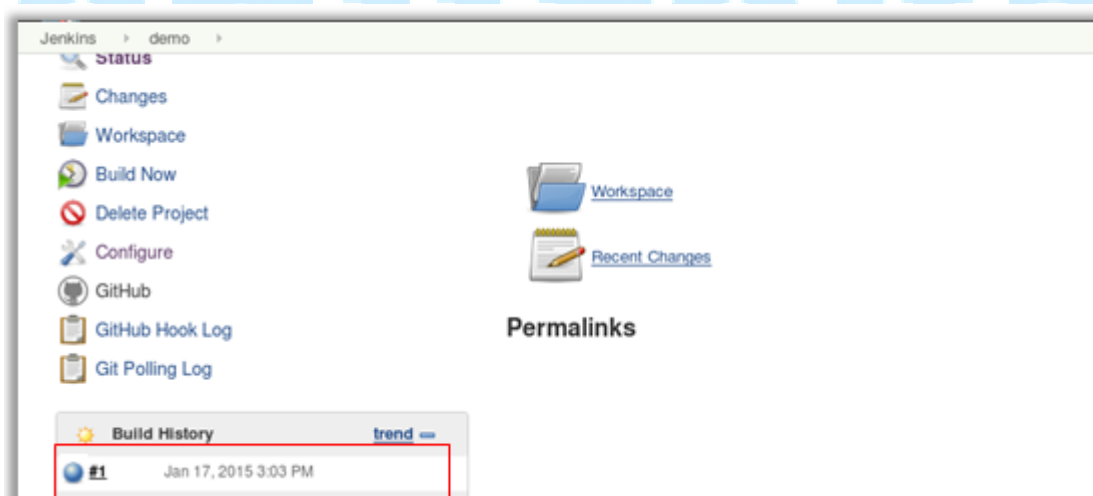 Jenkins demo
Status
Changes
Workspace
Build Now
Delete Project
Configure
GitHub
GitHub Hook Log
Git Polling Log
Workspace
Recent Changes
Permalinks
Build History trend
#1 Jan 17, 2015 3:03 PM